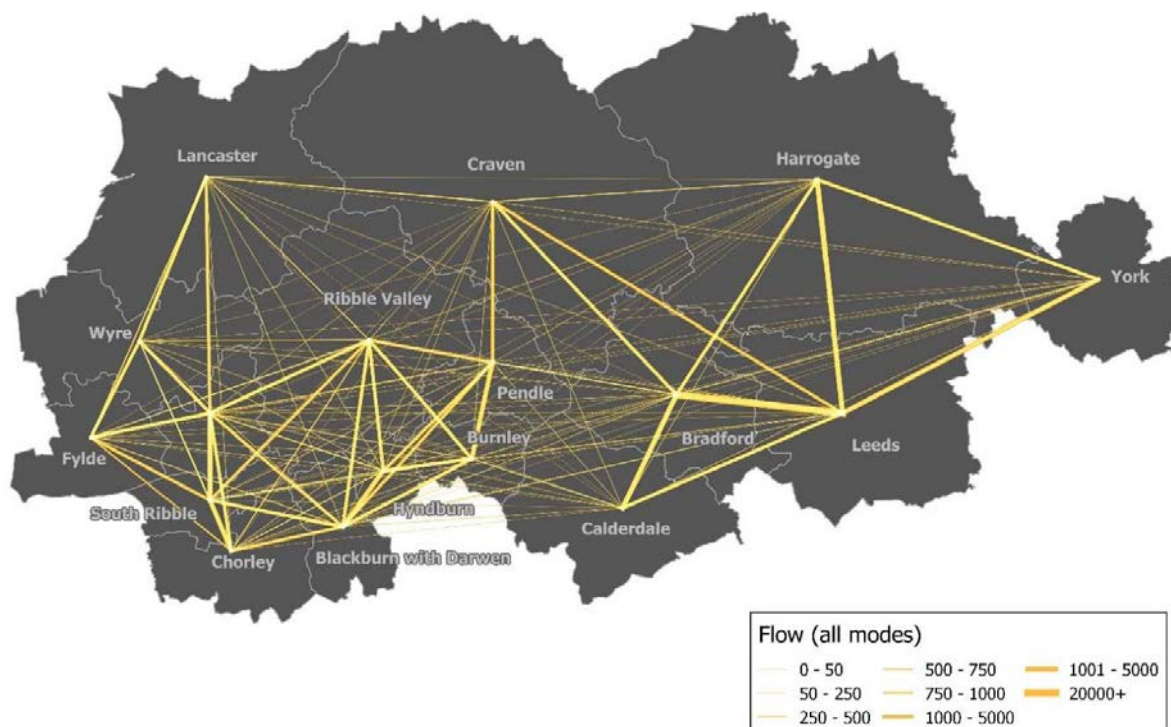 Lancaster
Craven
Harrogate
York
Ribble Valley
Wyre
Pendle
Burnley
Bradford
Leeds
Fylde
South Ribble
Hyndburn
Calderdale
Chorley
Blackburn with Darwen
Flow (all modes)
0 - 50
50 - 250
250 - 500
500 - 750
750 - 1000
1000 - 5000
1001 - 5000
20000+